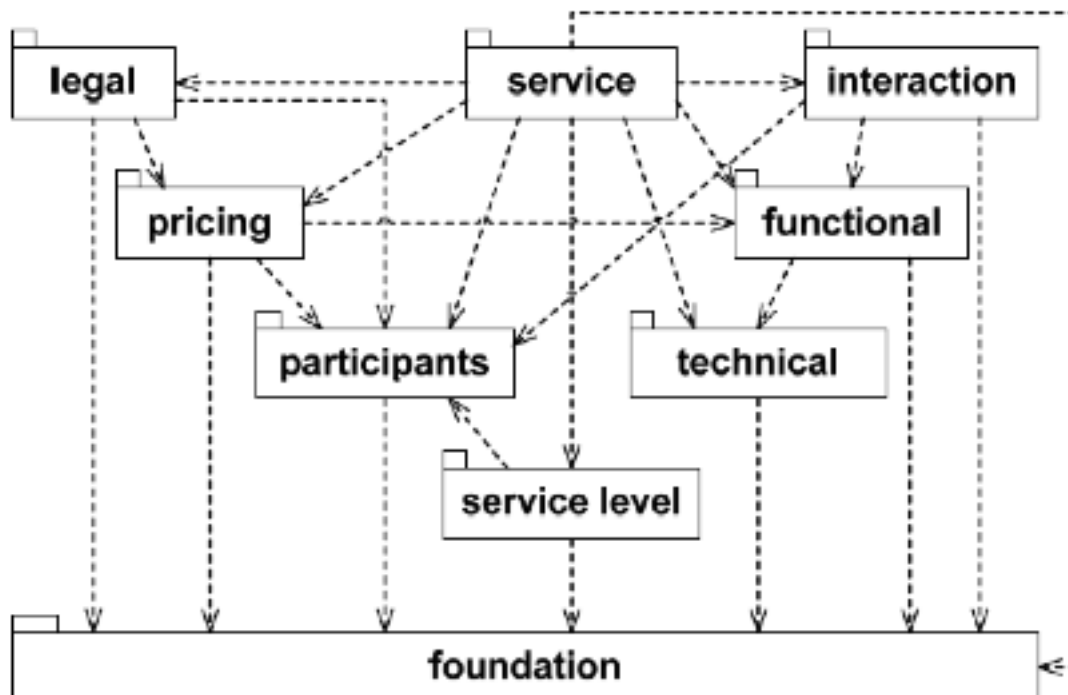 legal
service
interaction
pricing
functional
participants
technical
service level
foundation